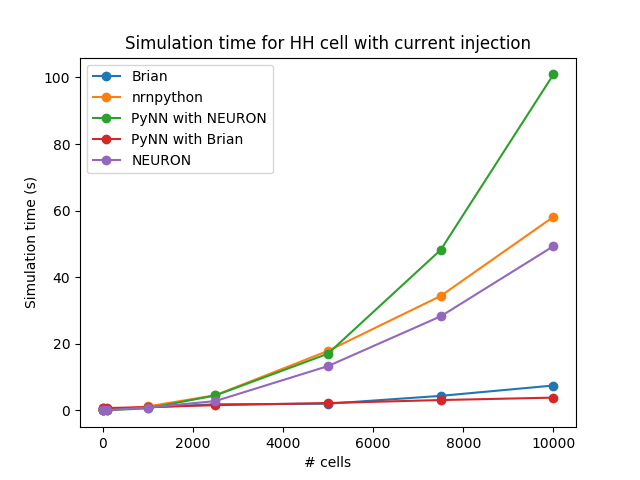 Simulation time for HH cell with current injection
Brian
nrnpython
PyNN with NEURON
PyNN with Brian
NEURON
Simulation time (s)
100
80
60
40
20
0
0 2000 4000 6000 8000 10000
# cells